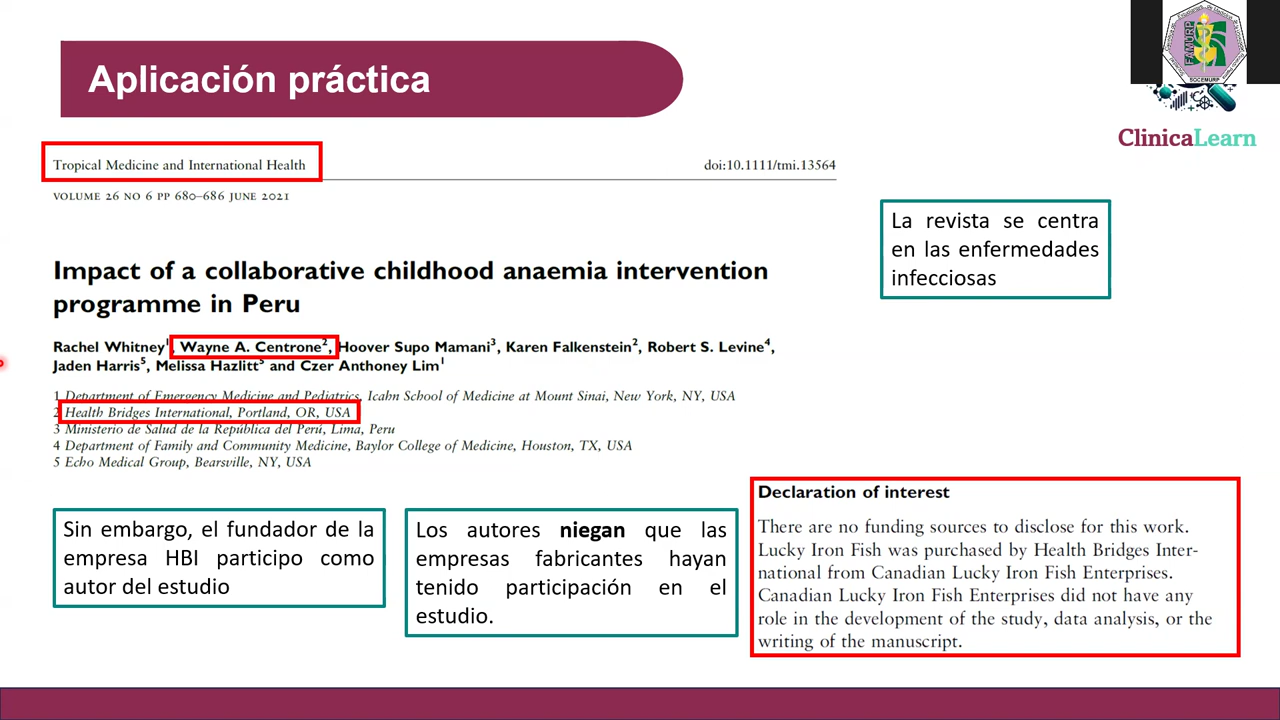 Aplicación práctica
FAMURP
SOCEMURP
ClinicaLearn
Tropical Medicine and International Health
doi:10.1111/tmi.13564
VOLUME 26 NO 6 PP 680–686 JUNE 2021
La revista se centra
en las enfermedades
infecciosas
Impact of a collaborative childhood anaemia intervention
programme in Peru
Rachel Whitney1, Wayne A. Centrone2, Hoover Supo Mamani3, Karen Falkenstein2, Robert S. Levine4,
Jaden Harris5, Melissa Hazlitt5 and Czer Anthoney Lim1
1 Department of Emergency Medicine and Pediatrics, Icahn School of Medicine at Mount Sinai, New York, NY, USA
2 Health Bridges International, Portland, OR, USA
3 Ministerio de Salud de la República del Perú, Lima, Peru
4 Department of Family and Community Medicine, Baylor College of Medicine, Houston, TX, USA
5 Echo Medical Group, Bearsville, NY, USA
Sin embargo, el fundador de la
empresa HBI participo como
autor del estudio
Los autores niegan que las
empresas fabricantes hayan
tenido participación en el
estudio.
Declaration of interest
There are no funding sources to disclose for this work.
Lucky Iron Fish was purchased by Health Bridges Inter-
national from Canadian Lucky Iron Fish Enterprises.
Canadian Lucky Iron Fish Enterprises did not have any
role in the development of the study, data analysis, or the
writing of the manuscript.